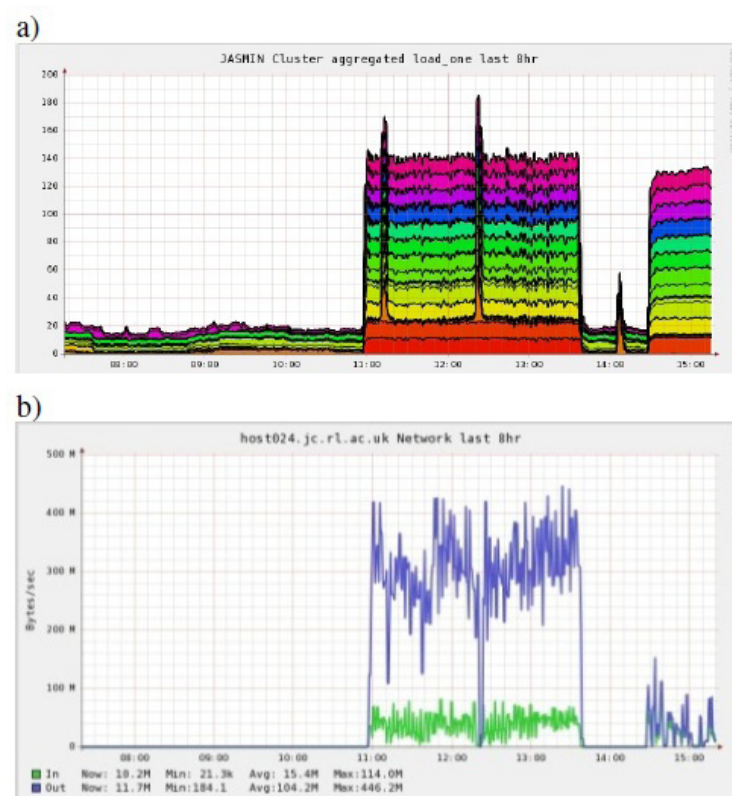 a)
JASMIN Cluster aggregated load_one last 8hr
200
180
160
140
120
100
80
60
40
20
0
08:00 09:00 10:00 11:00 12:00 13:00 14:00 15:00
b)
host024.jc.rl.ac.uk Network last 8hr
500 M
400 M
300 M
200 M
100 M
0
Bytes/sec
08:00 09:00 10:00 11:00 12:00 13:00 14:00 15:00
In Now: 10.2M Min: 21.3k Avg: 15.4M Max:114.0M
Out Now: 11.7M Min:184.1 Avg:104.2M Max:446.2M